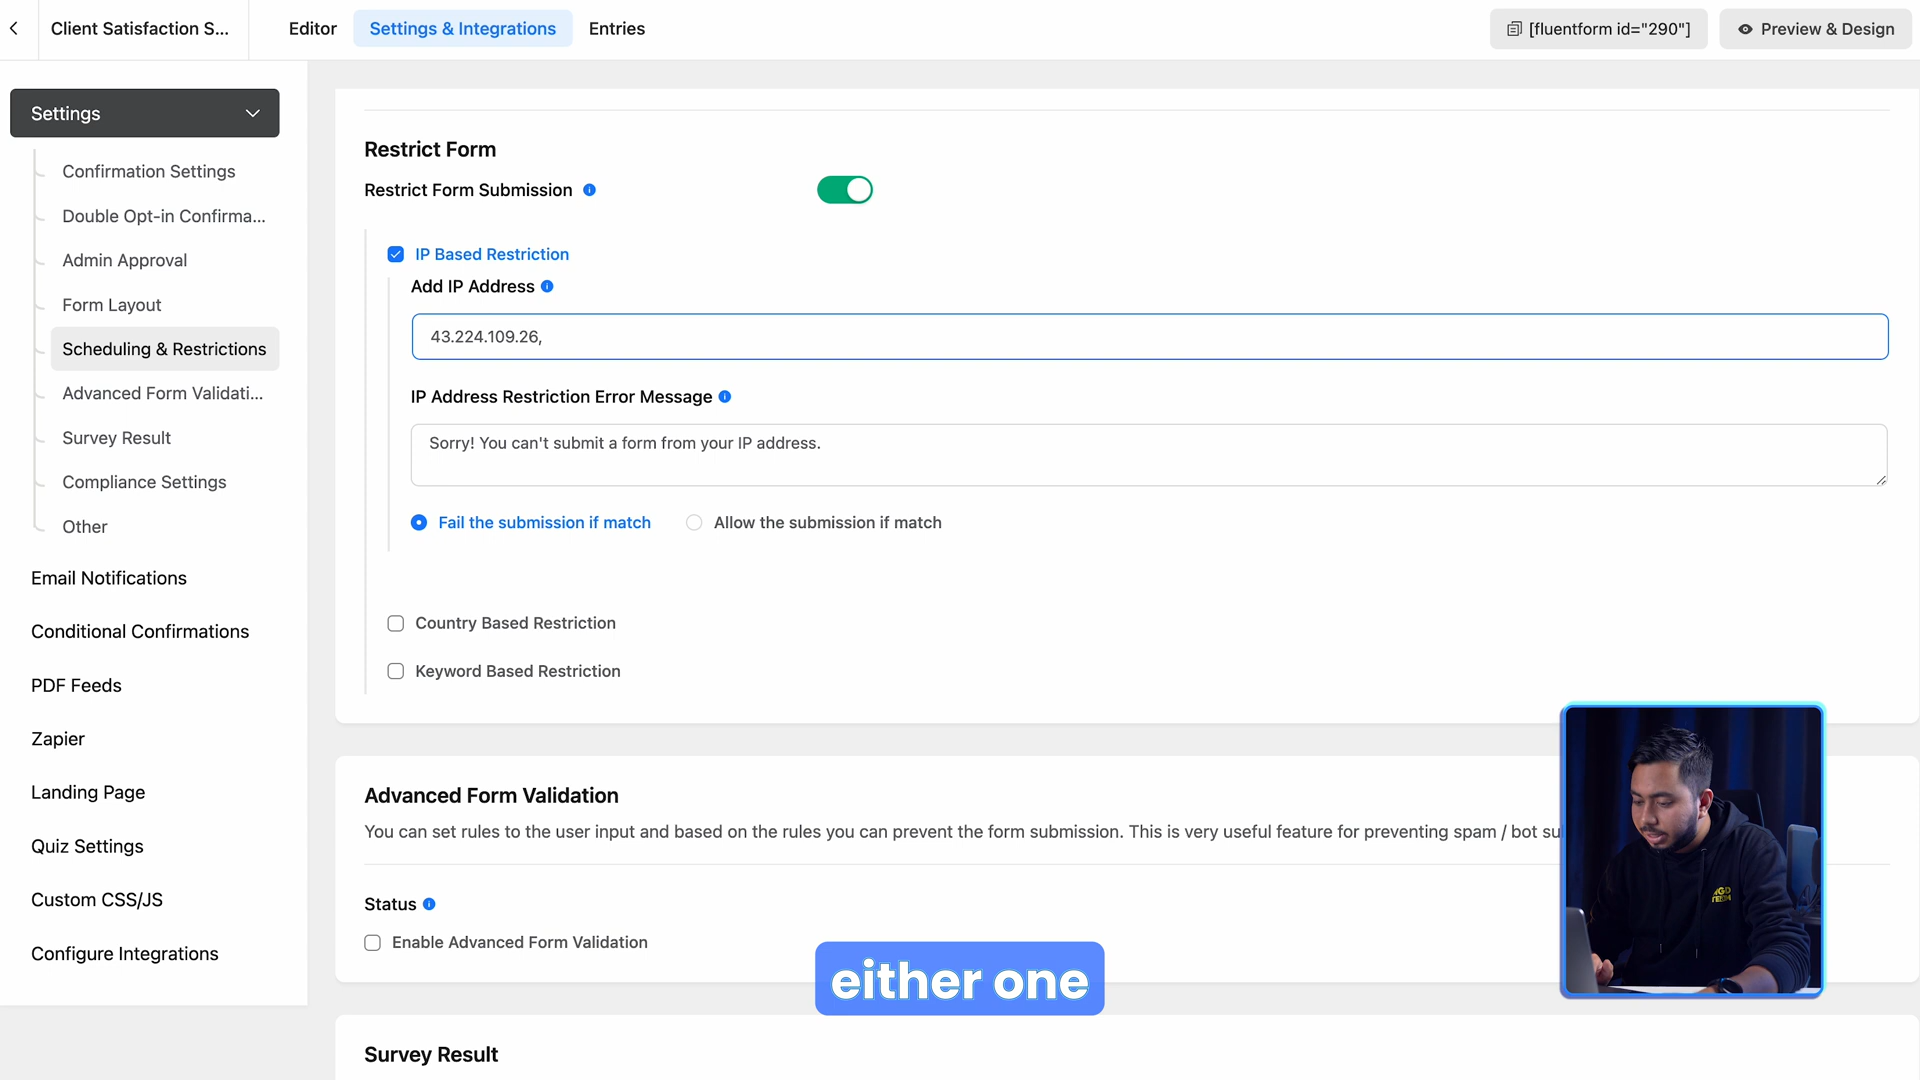 Client Satisfaction S...
Editor
Settings & Integrations
Entries
[fluentform id="290"]
Preview & Design
Settings
Confirmation Settings
Double Opt-in Confirma...
Admin Approval
Form Layout
Scheduling & Restrictions
Advanced Form Validati...
Survey Result
Compliance Settings
Other
Email Notifications
Conditional Confirmations
PDF Feeds
Zapier
Landing Page
Quiz Settings
Custom CSS/JS
Configure Integrations
Restrict Form
Restrict Form Submission
IP Based Restriction
Add IP Address
43.224.109.26,
IP Address Restriction Error Message
Sorry! You can't submit a form from your IP address.
Fail the submission if match
Allow the submission if match
Country Based Restriction
Keyword Based Restriction
Advanced Form Validation
You can set rules to the user input and based on the rules you can prevent the form submission. This is very useful feature for preventing spam / bot su
Status
Enable Advanced Form Validation
either one
Survey Result